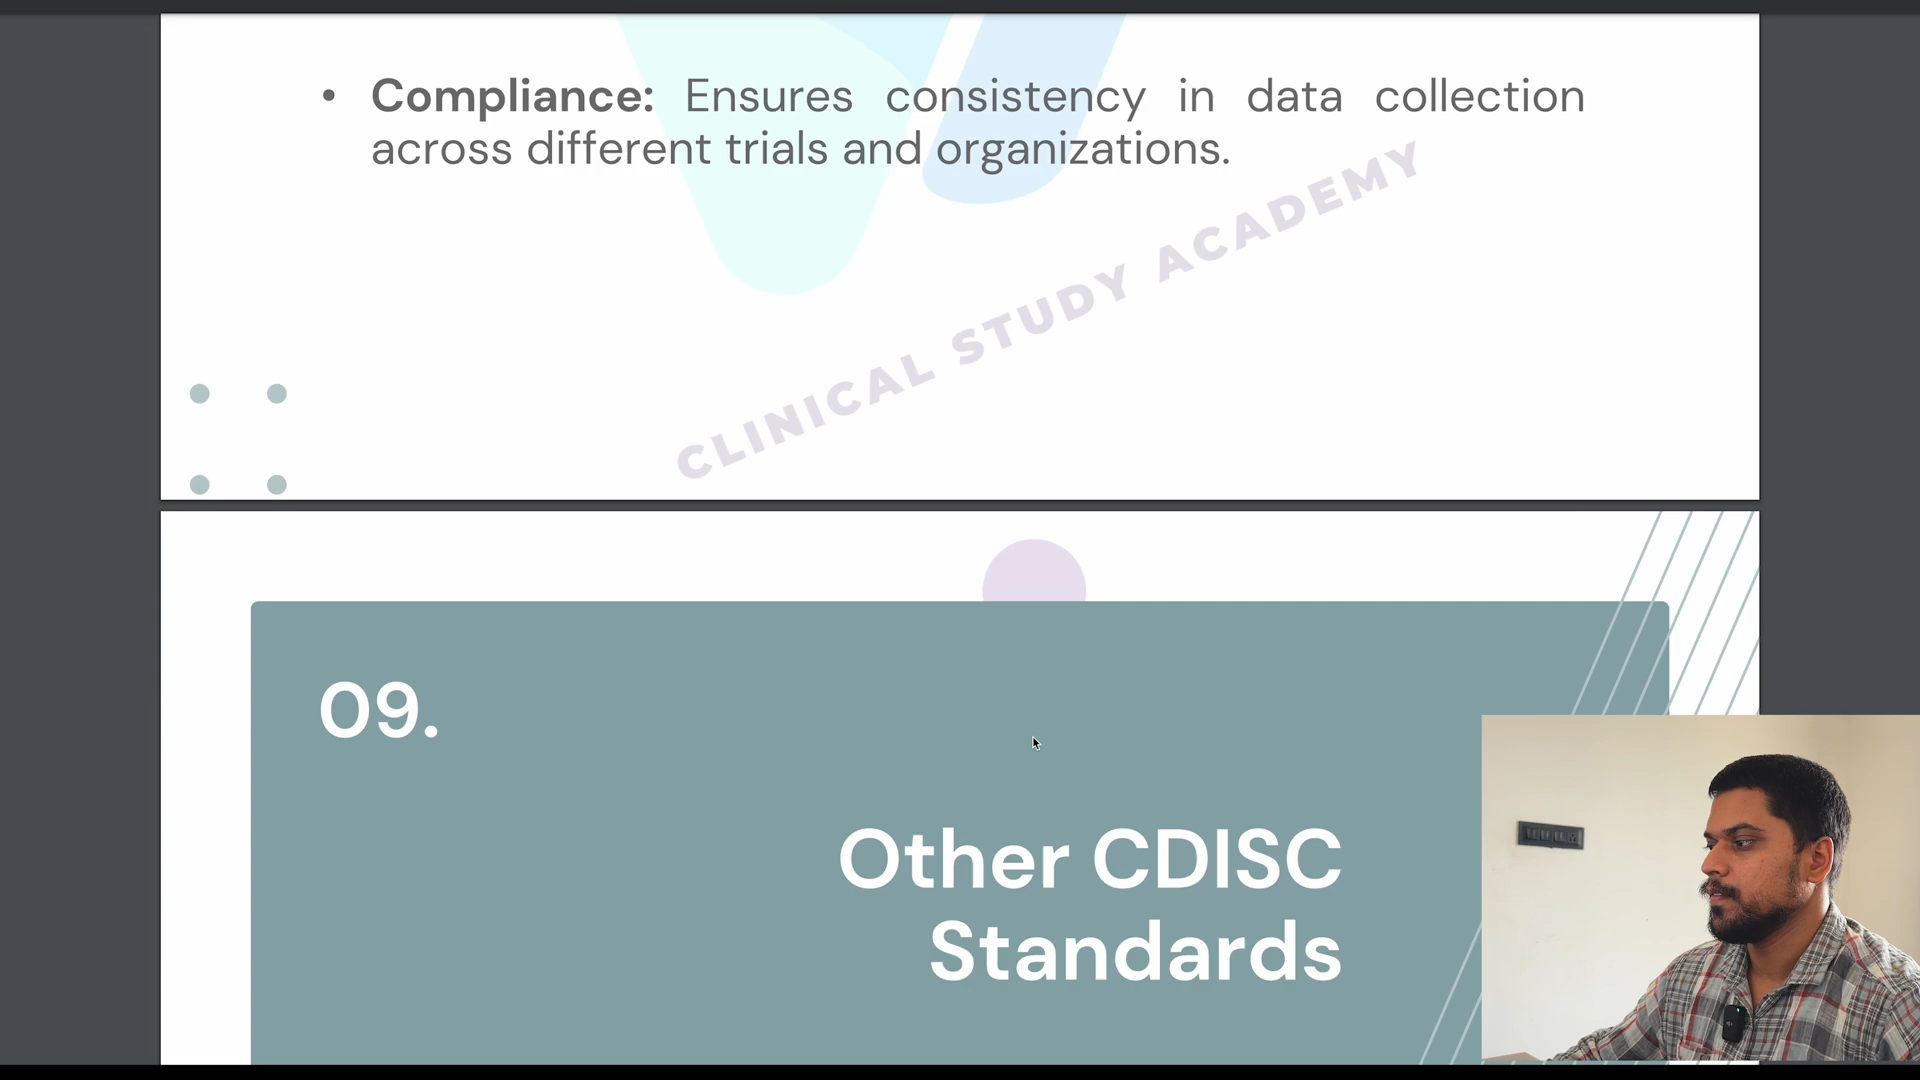 • Compliance: Ensures consistency in data collection
across different trials and organizations.
CLINICAL STUDY ACADEMY
09.
Other CDISC
Standards